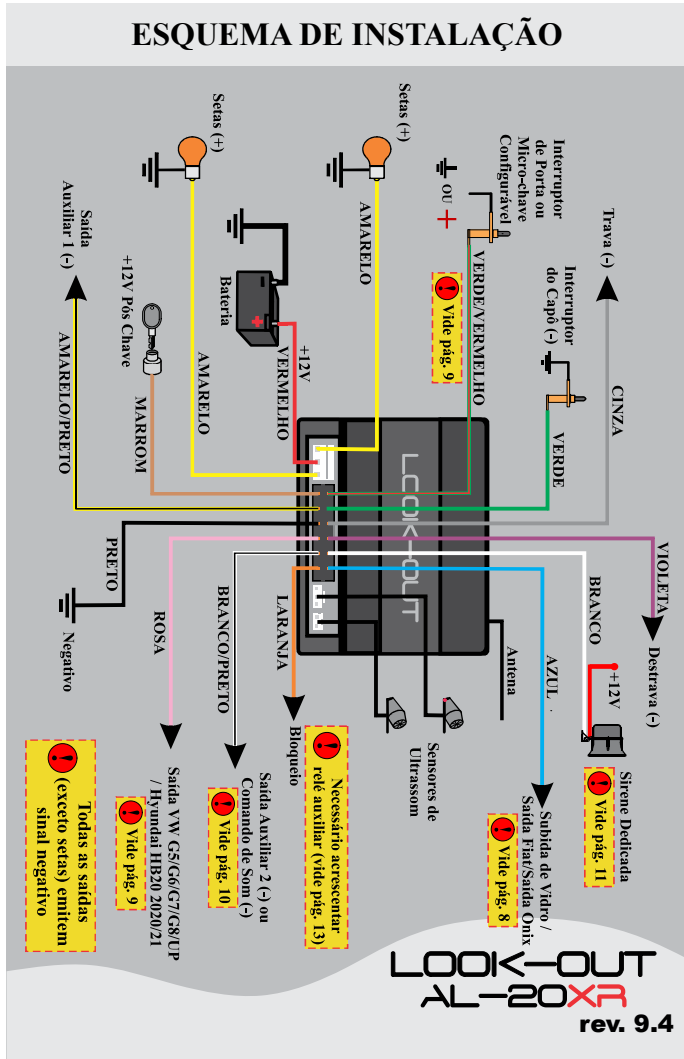 ESQUEMA DE INSTALAÇÃO
Setas (+)
Setas (+)
Interruptor
de Porta ou
Micro-chave
Configurável
OU
Trava (-)
Interruptor
do Capô (-)
Saída
Auxiliar 1 (-)
+12V Pós Chave
Bateria
+12V
VERMELHO
AMARELO
AMARELO
VERDE/VERMELHO
Vide pág. 9
CINZA
VERDE
MARROM
AMARELO/PRETO
LOOK-OUT
PRETO
Negativo
ROSA
BRANCO/PRETO
LARANJA
Bloqueio
Antena
AZUL
BRANCO
VIOLETA
Destrava (-)
+12V
Sirene Dedicada
Vide pág. 11
Sensores de
Ultrassom
Subida de Vidro /
Saída Fiat/Saída Onix
Vide pág. 8
Necessário acrescentar
relé auxiliar (vide pág. 13)
Saída Auxiliar 2 (-) ou
Comando de Som (-)
Vide pág. 10
Saída VW G5/G6/G7/G8/UP
/ Hyundai HB20 2020/21
Vide pág. 9
Todas as saídas
(exceto setas) emitem
sinal negativo
LOOK-OUT
AL-20XR
rev. 9.4